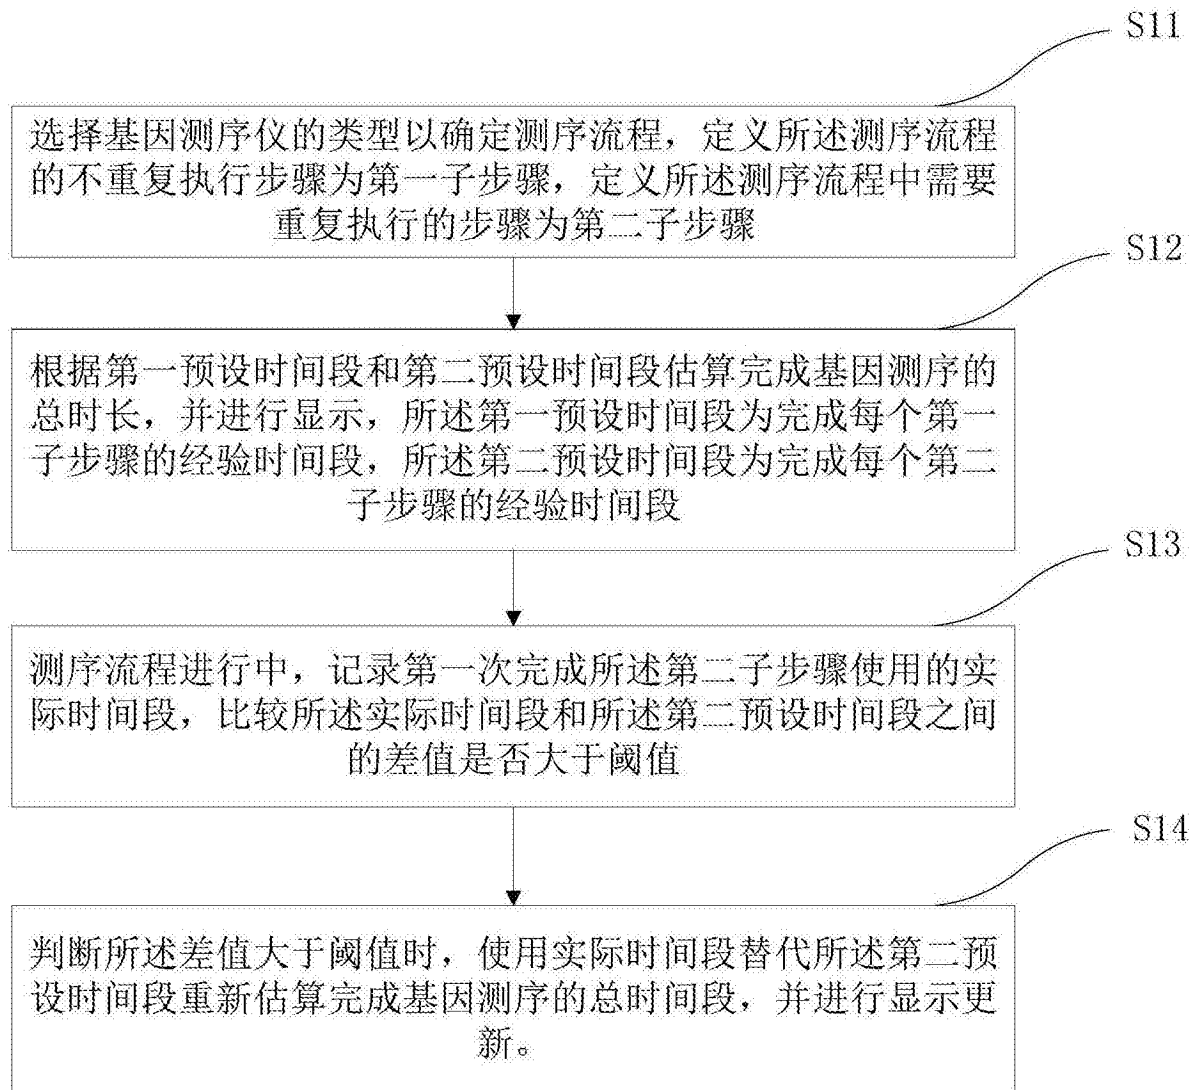 S11
选择基因测序仪的类型以确定测序流程，定义所述测序流程
的不重复执行步骤为第一子步骤，定义所述测序流程中需要
重复执行的步骤为第二子步骤
S12
根据第一预设时间段和第二预设时间段估算完成基因测序的
总时长，并进行显示，所述第一预设时间段为完成每个第一
子步骤的经验时间段，所述第二预设时间段为完成每个第二
子步骤的经验时间段
S13
测序流程进行中，记录第一次完成所述第二子步骤使用的实
际时间段，比较所述实际时间段和所述第二预设时间段之间
的差值是否大于阈值
S14
判断所述差值大于阈值时，使用实际时间段替代所述第二预
设时间段重新估算完成基因测序的总时间段，并进行显示更
新。